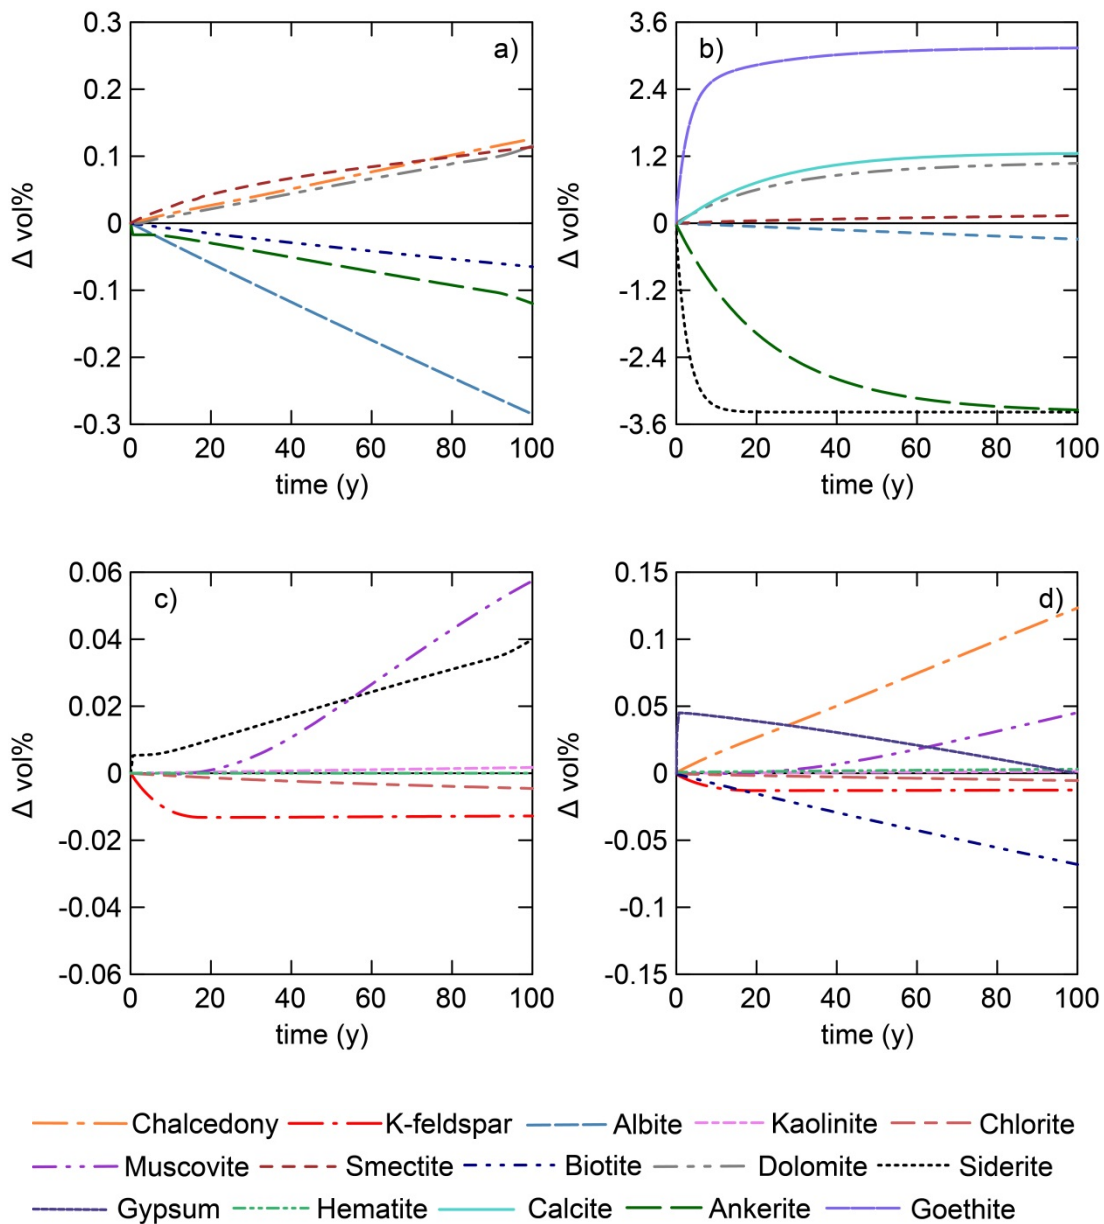 0.3
0.2
0.1
0
-0.1
-0.2
-0.3
Δ vol%
a)
0 20 40 60 80 100
time (y)
3.6
2.4
1.2
0
-1.2
-2.4
-3.6
Δ vol%
b)
0 20 40 60 80 100
time (y)
0.06
0.04
0.02
0
-0.02
-0.04
-0.06
Δ vol%
c)
0 20 40 60 80 100
time (y)
0.15
0.1
0.05
0
-0.05
-0.1
-0.15
Δ vol%
d)
0 20 40 60 80 100
time (y)
Chalcedony K-feldspar Albite Kaolinite Chlorite
Muscovite Smectite Biotite Dolomite Siderite
Gypsum Hematite Calcite Ankerite Goethite